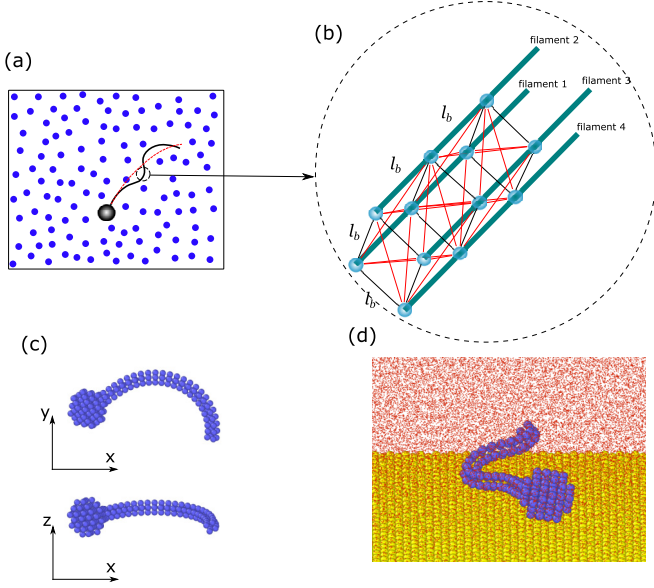 (a)
(b)
filament 2
filament 1
filament 3
filament 4
l_b
l_b
l_b
l_b
(c)
y
x
z
x
(d)